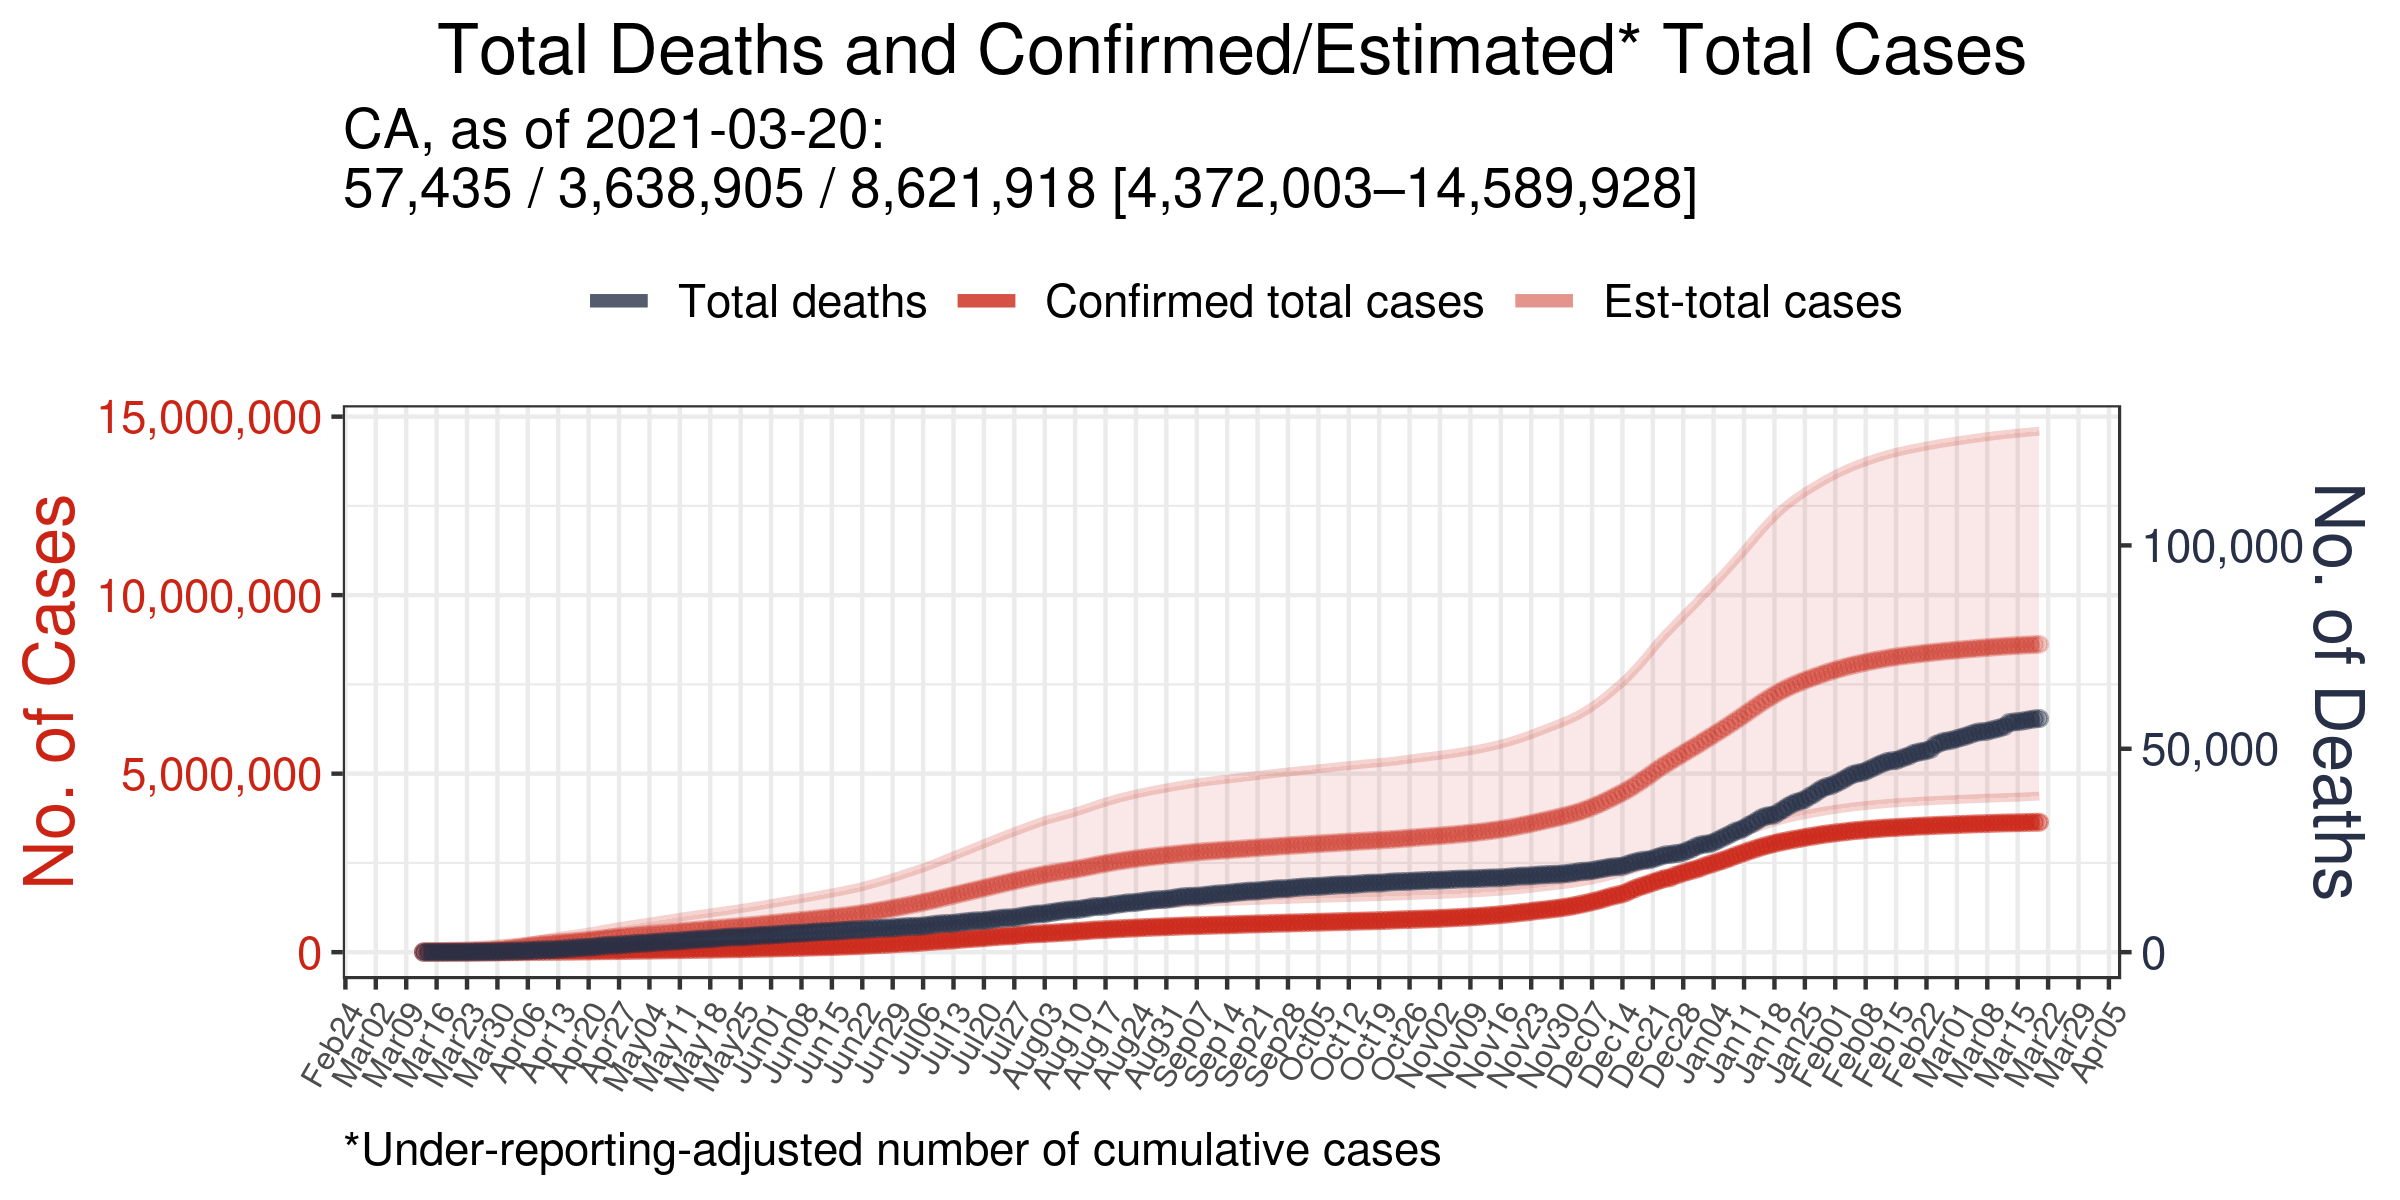 Total Deaths and Confirmed/Estimated* Total Cases
CA, as of 2021-03-20:
57,435 / 3,638,905 / 8,621,918 [4,372,003–14,589,928]
Total deaths
Confirmed total cases
Est-total cases
No. of Cases
15,000,000
10,000,000
5,000,000
0
100,000
50,000
0
No. of Deaths
Feb24
Mar02
Mar09
Mar16
Mar23
Mar30
Apr06
Apr13
Apr20
Apr27
May04
May11
May18
May25
Jun01
Jun08
Jun15
Jun22
Jun29
Jul06
Jul13
Jul20
Jul27
Aug03
Aug10
Aug17
Aug24
Aug31
Sep07
Sep14
Sep21
Sep28
Oct05
Oct12
Oct19
Oct26
Nov02
Nov09
Nov16
Nov23
Nov30
Dec07
Dec14
Dec21
Dec28
Jan04
Jan11
Jan18
Jan25
Feb01
Feb08
Feb15
Feb22
Mar01
Mar08
Mar15
Mar22
Mar29
Apr05
*Under-reporting-adjusted number of cumulative cases